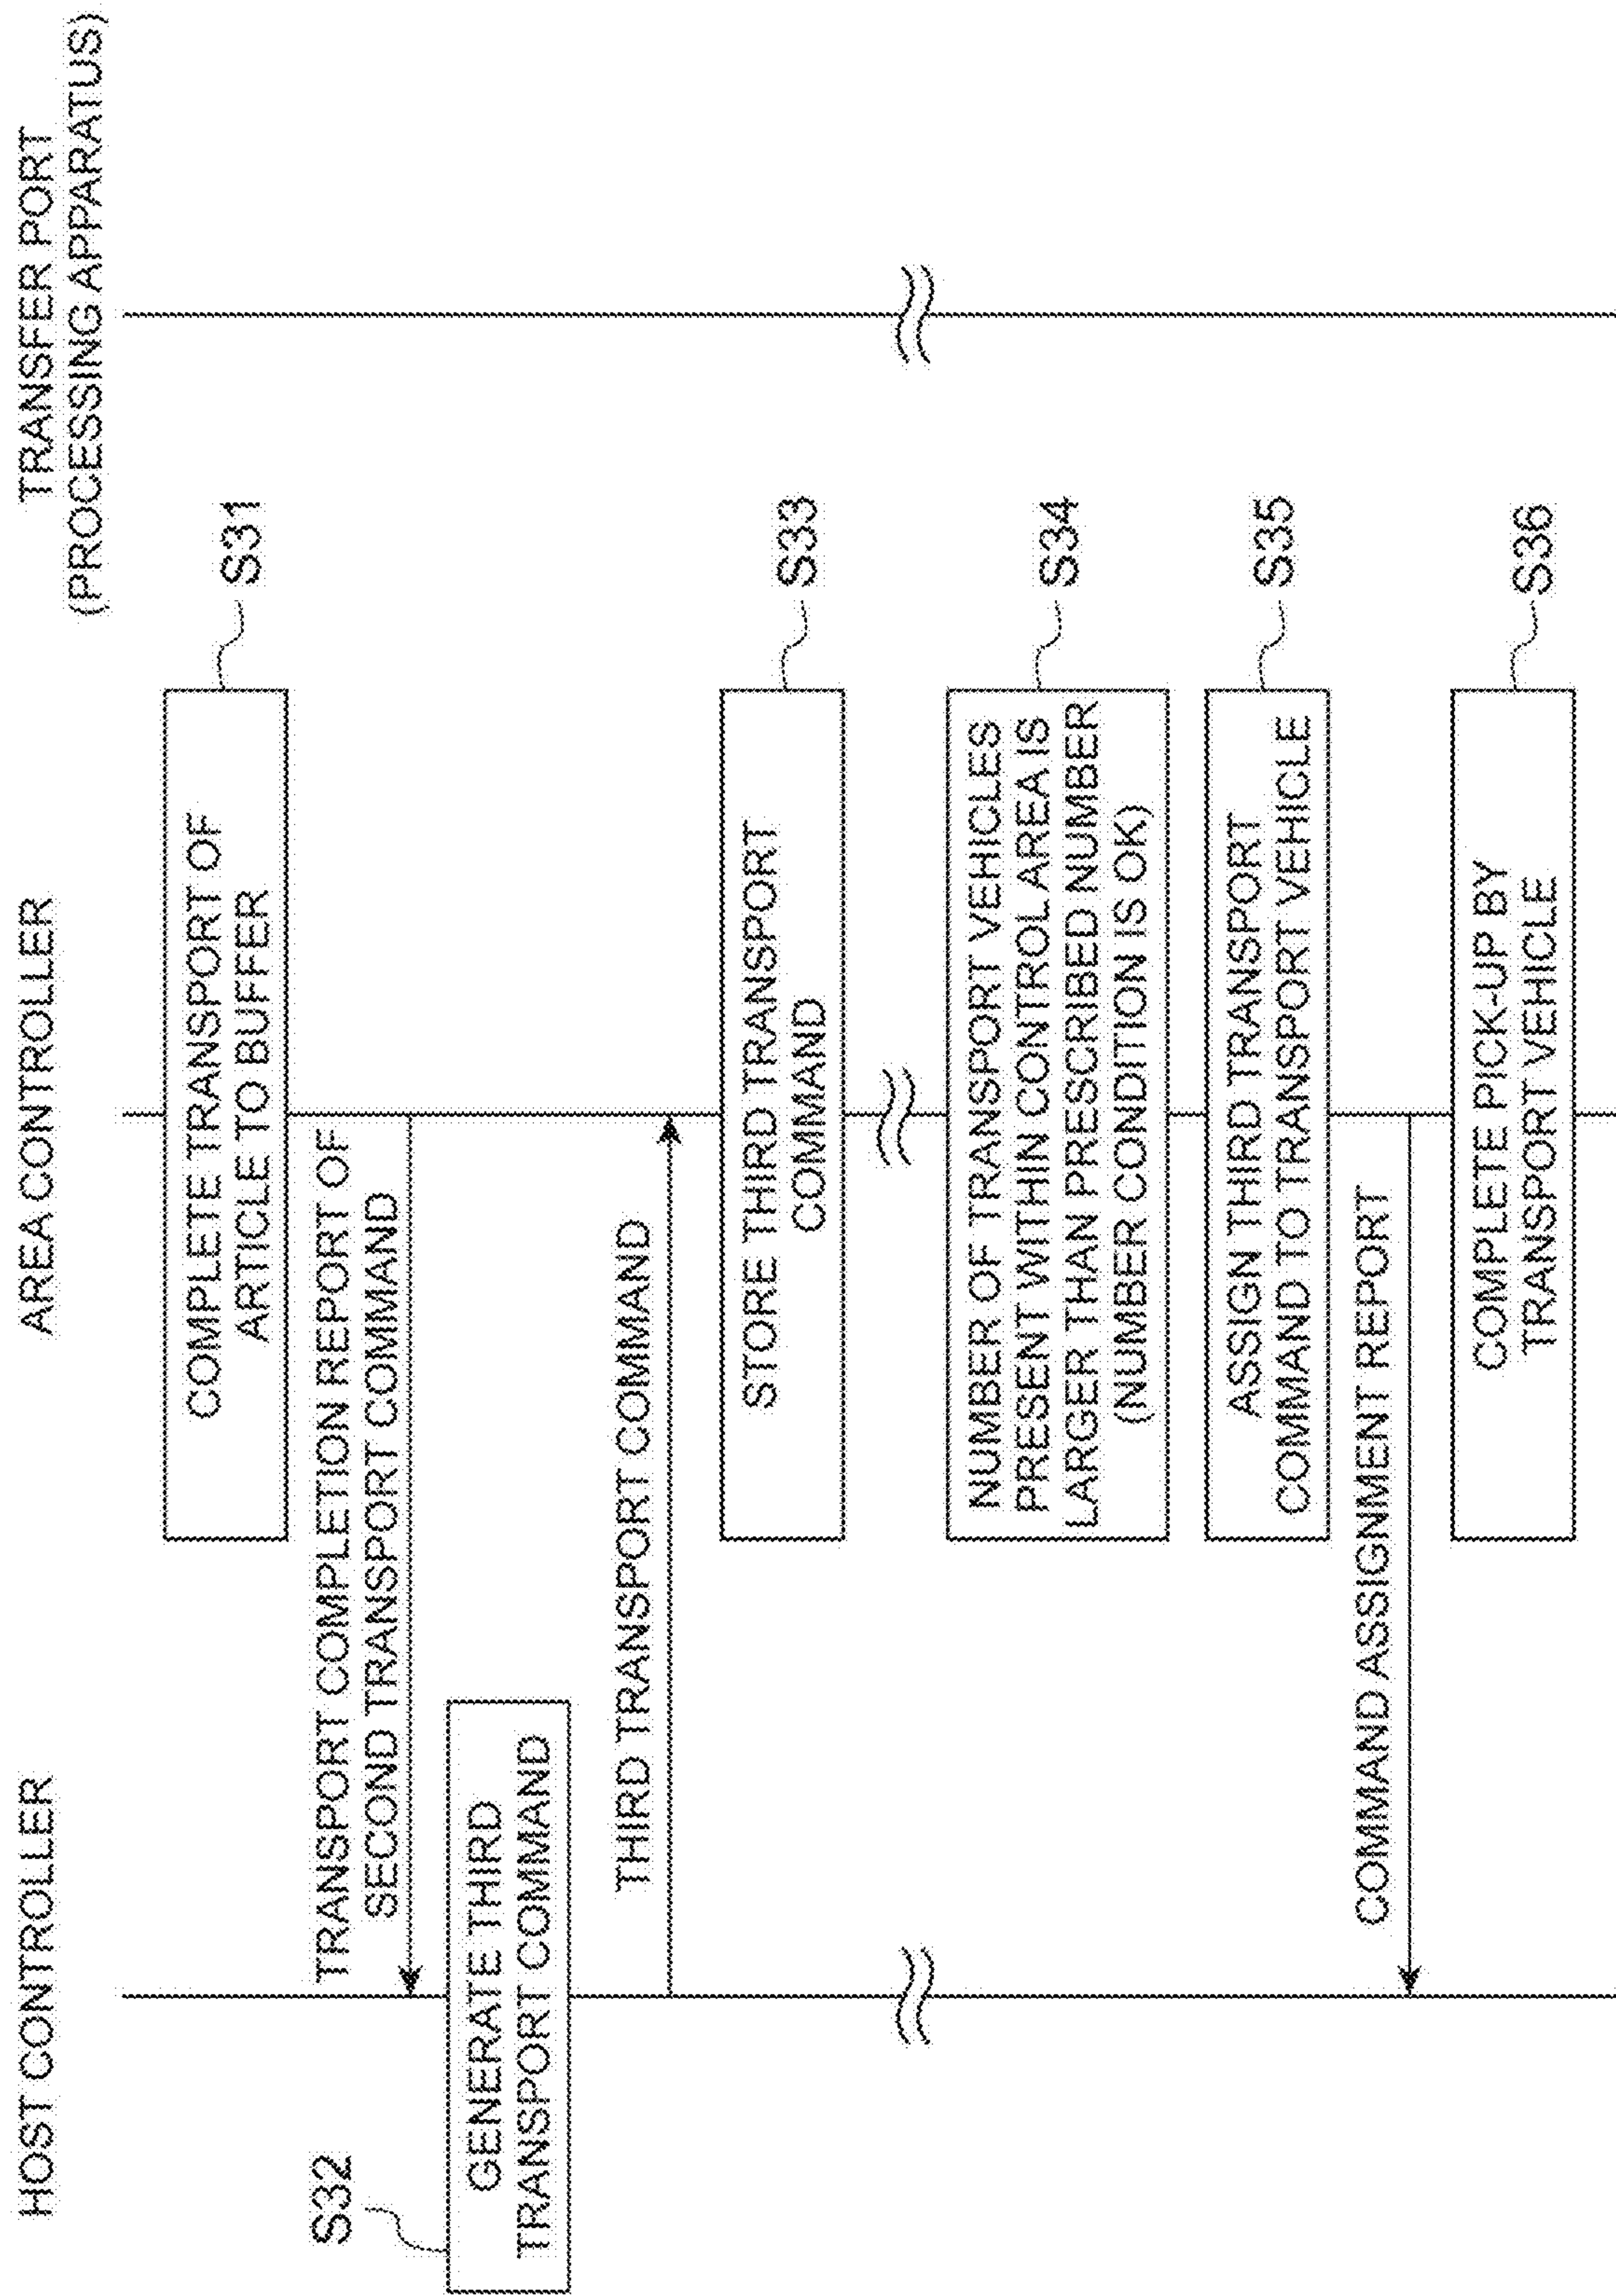 HOST CONTROLLER
AREA CONTROLLER
TRANSFER PORT
(PROCESSING APPARATUS)
COMPLETE TRANSPORT OF
ARTICLE TO BUFFER
S31
TRANSPORT COMPLETION REPORT OF
SECOND TRANSPORT COMMAND
S32
GENERATE THIRD
TRANSPORT COMMAND
THIRD TRANSPORT COMMAND
STORE THIRD TRANSPORT
COMMAND
S33
NUMBER OF TRANSPORT VEHICLES
PRESENT WITHIN CONTROL AREA IS
LARGER THAN PRESCRIBED NUMBER
(NUMBER CONDITION IS OK)
S34
ASSIGN THIRD TRANSPORT
COMMAND TO TRANSPORT VEHICLE
S35
COMMAND ASSIGNMENT REPORT
COMPLETE PICK-UP BY
TRANSPORT VEHICLE
S36